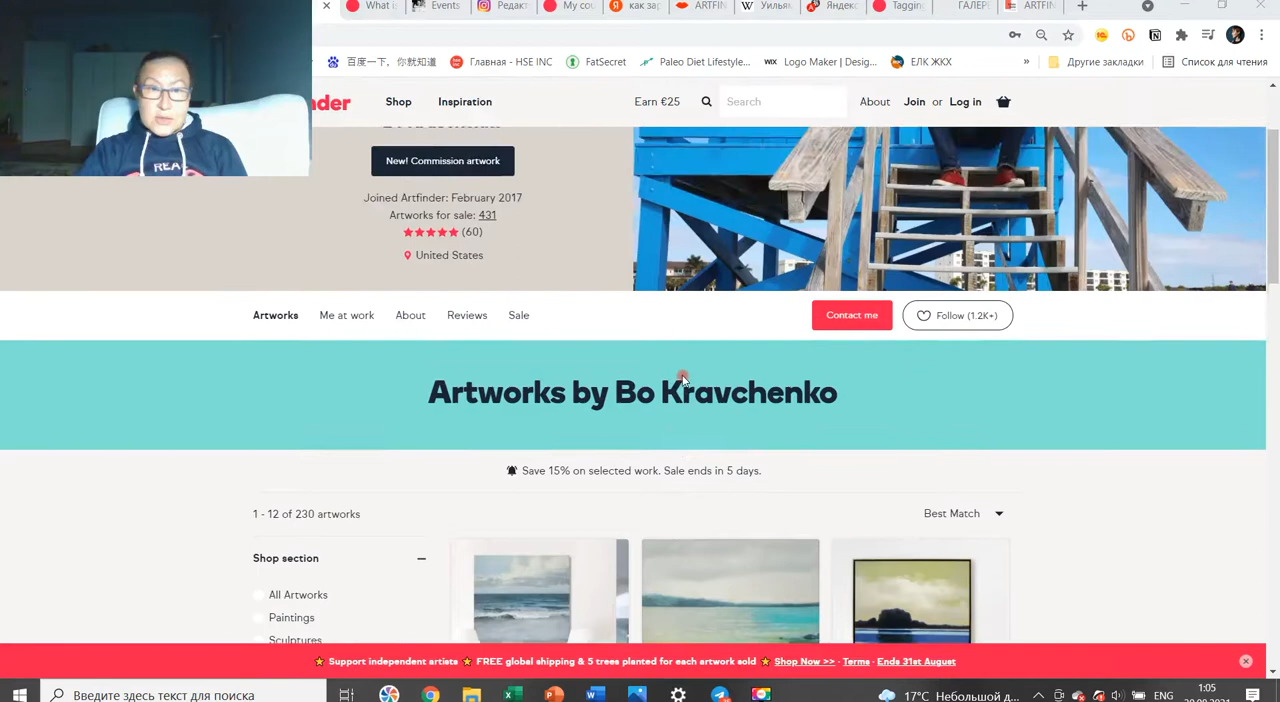 What i
Events
Редакт
My co
как зар
ARTFIN
Уилья
Яндекс
Taggin
ГАЛЕРЕ
ARTFIN
百度一下，你就知道
Главная - HSE INC
FatSecret
Paleo Diet Lifestyle...
WIX Logo Maker | Desig...
ЕЛК ЖКХ
»
Другие закладки
Список для чтения
nder
Shop
Inspiration
Earn €25
Search
About
Join or Log in
New! Commission artwork
Joined Artfinder: February 2017
Artworks for sale: 431
(60)
United States
REA
Artworks
Me at work
About
Reviews
Sale
Contact me
Follow (1.2K+)
Artworks by Bo Kravchenko
Save 15% on selected work. Sale ends in 5 days.
1 - 12 of 230 artworks
Best Match
Shop section
All Artworks
Paintings
Sculptures
Support independent artists FREE global shipping & 5 trees planted for each artwork sold Shop Now >> · Terms · Ends 31st August
Введите здесь текст для поиска
17°C Небольшой д...
ENG
1:05